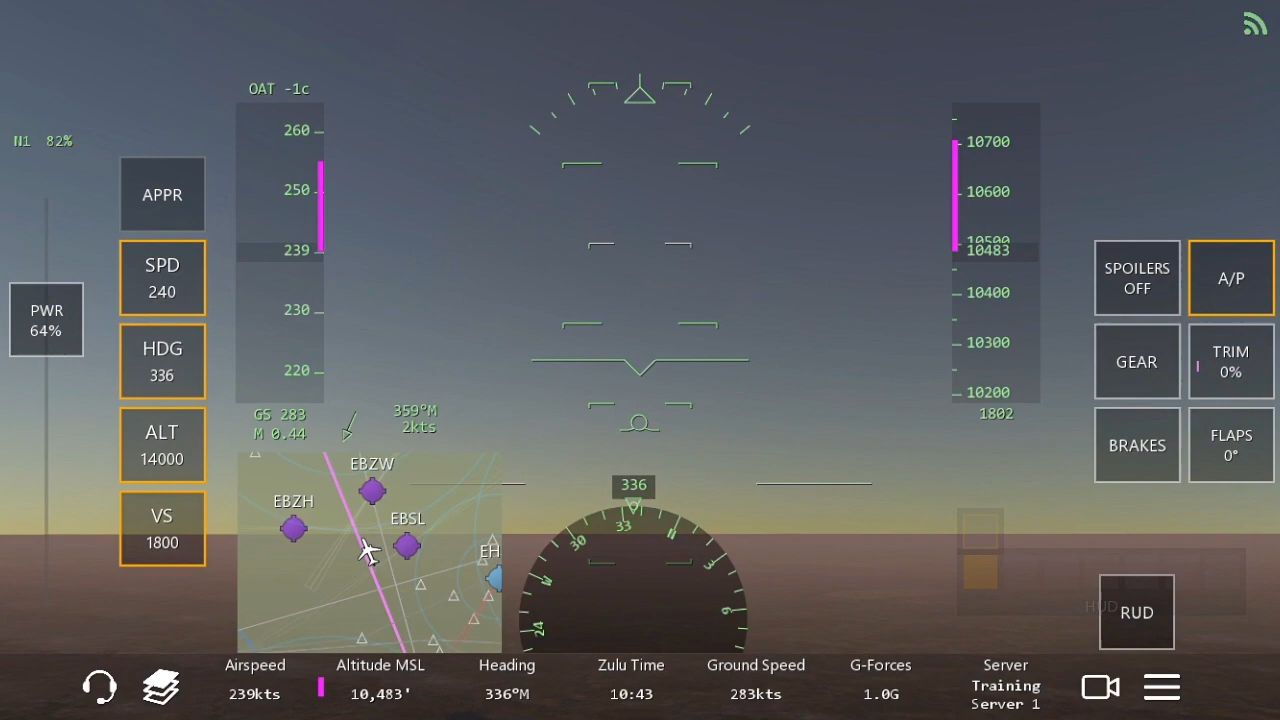 OAT -1c
N1 82%
260
250
239
230
220
10700
10600
10500
10483
10400
10300
10200
1802
APPR
SPD
240
HDG
336
ALT
14000
VS
1800
PWR
64%
SPOILERS
OFF
A/P
GEAR
TRIM
0%
BRAKES
FLAPS
0°
GS 283
M 0.44
359°M
2kts
EBZW
EBZH
EBSL
EH
336
24
W
30
33
N
3
6
HUD
RUD
Airspeed
239kts
Altitude MSL
10,483'
Heading
336°M
Zulu Time
10:43
Ground Speed
283kts
G-Forces
1.0G
Server
Training
Server 1